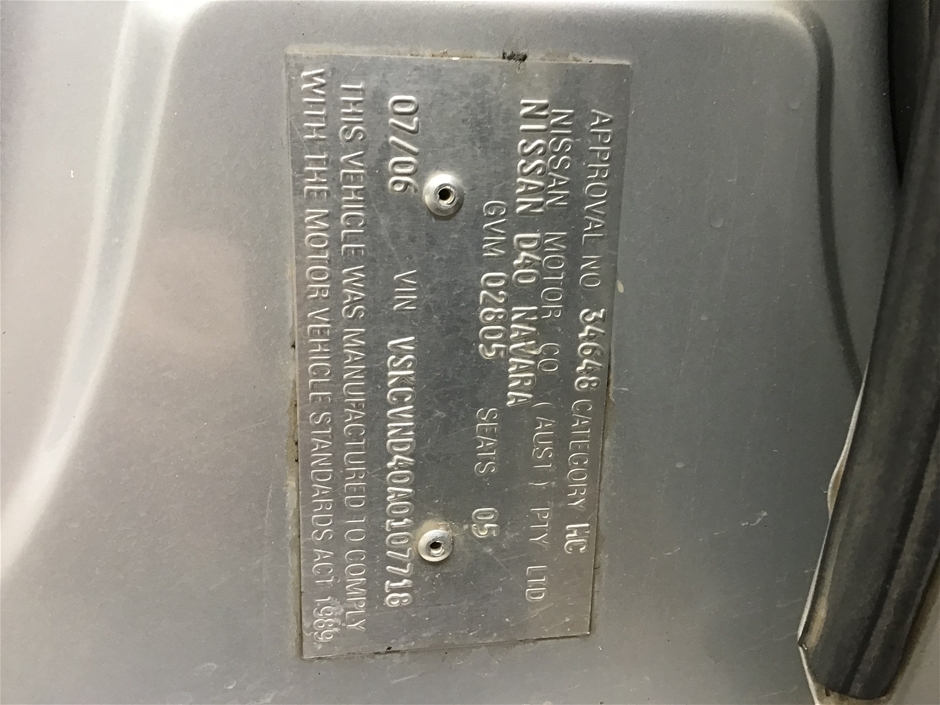 APPROVAL NO. 34648 CATEGORY MC
NISSAN MOTOR CO (AUST) PTY LTD
NISSAN D40 NAVARA
GVM 02805 SEATS 05
07/06 VIN VSKCVND40A0107718
THIS VEHICLE WAS MANUFACTURED TO COMPLY
WITH THE MOTOR VEHICLE STANDARDS ACT 1989.